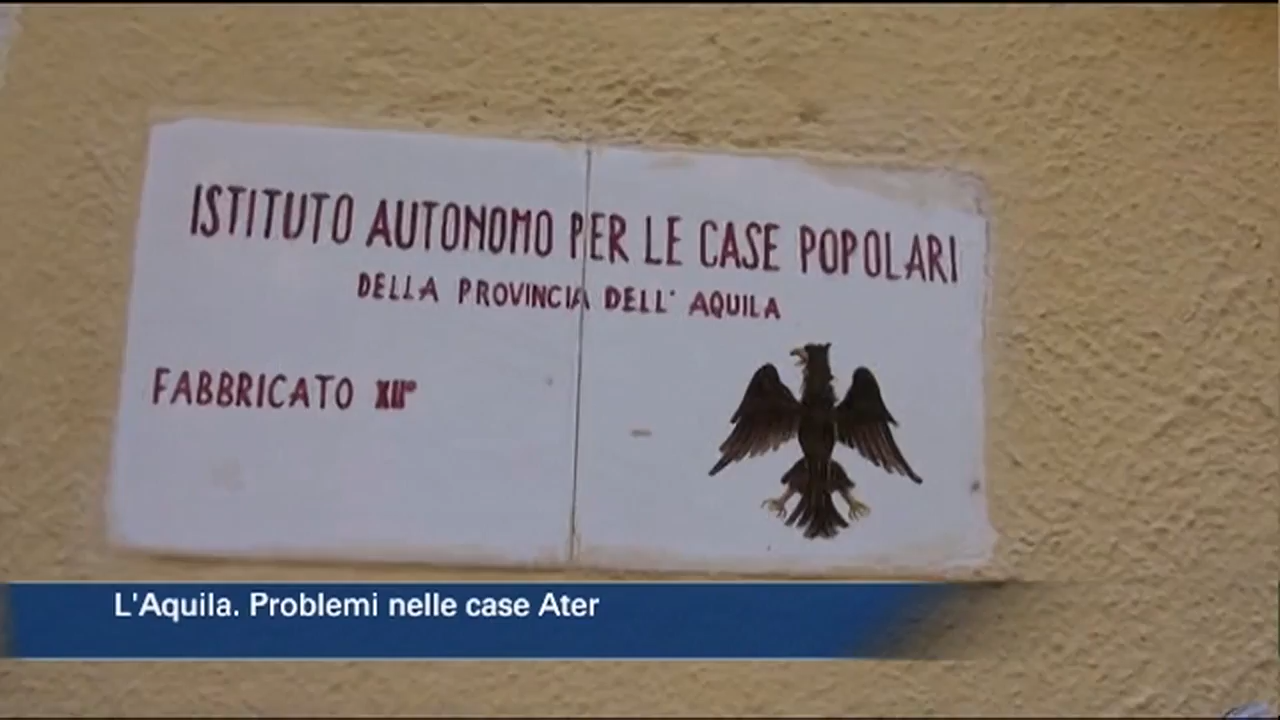 ISTITUTO AUTONOMO PER LE CASE POPOLARI
DELLA PROVINCIA DELL' AQUILA
FABBRICATO XII°
L'Aquila. Problemi nelle case Ater